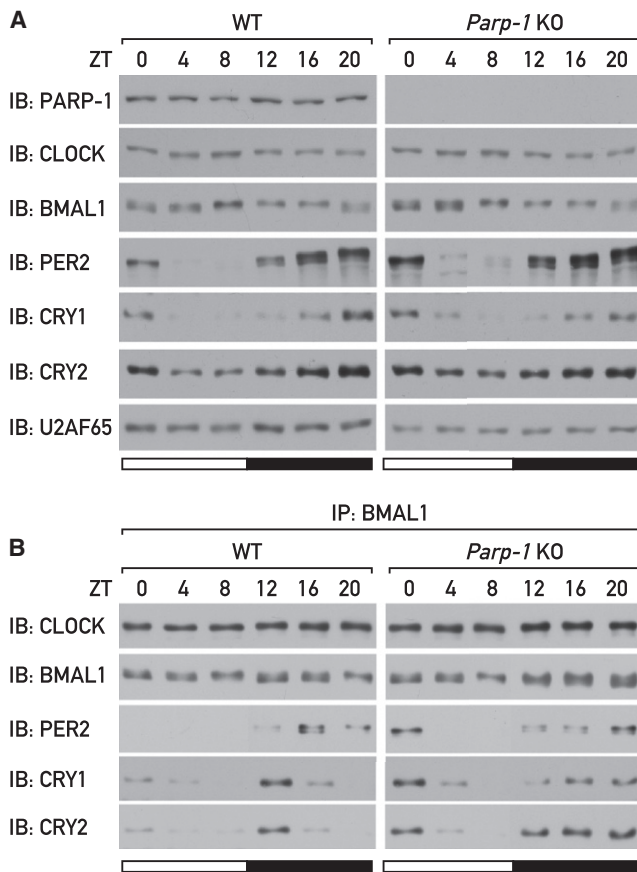 A
WT Parp-1 KO
ZT 0 4 8 12 16 20 0 4 8 12 16 20
IB: PARP-1
IB: CLOCK
IB: BMAL1
IB: PER2
IB: CRY1
IB: CRY2
IB: U2AF65
IP: BMAL1
B
WT Parp-1 KO
ZT 0 4 8 12 16 20 0 4 8 12 16 20
IB: CLOCK
IB: BMAL1
IB: PER2
IB: CRY1
IB: CRY2